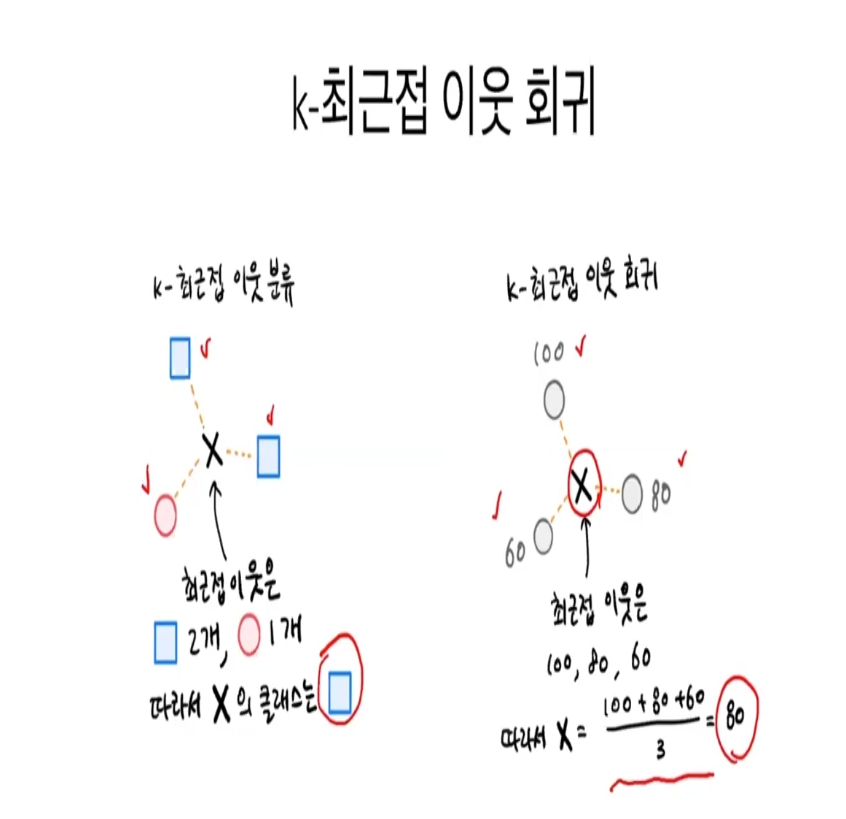 k-최근접 이웃 회귀
k-최근접 이웃 분류
X
최근접 이웃은
2개, 1개
따라서 X의 클래스는
k-최근접 이웃 회귀
100
X
80
60
최근접 이웃은
100, 80, 60
따라서 X = (100 + 80 + 60) / 3 = 80